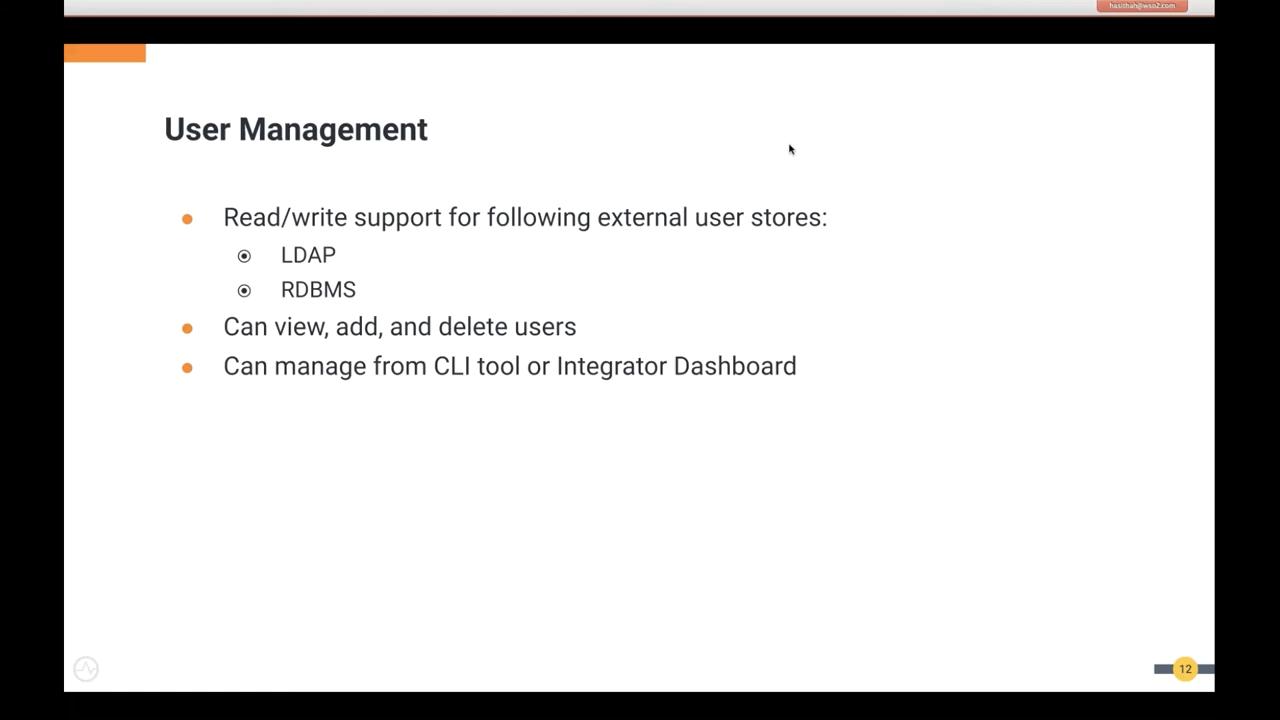 hasithah@wso2.com
User Management
Read/write support for following external user stores:
LDAP
RDBMS
Can view, add, and delete users
Can manage from CLI tool or Integrator Dashboard
12